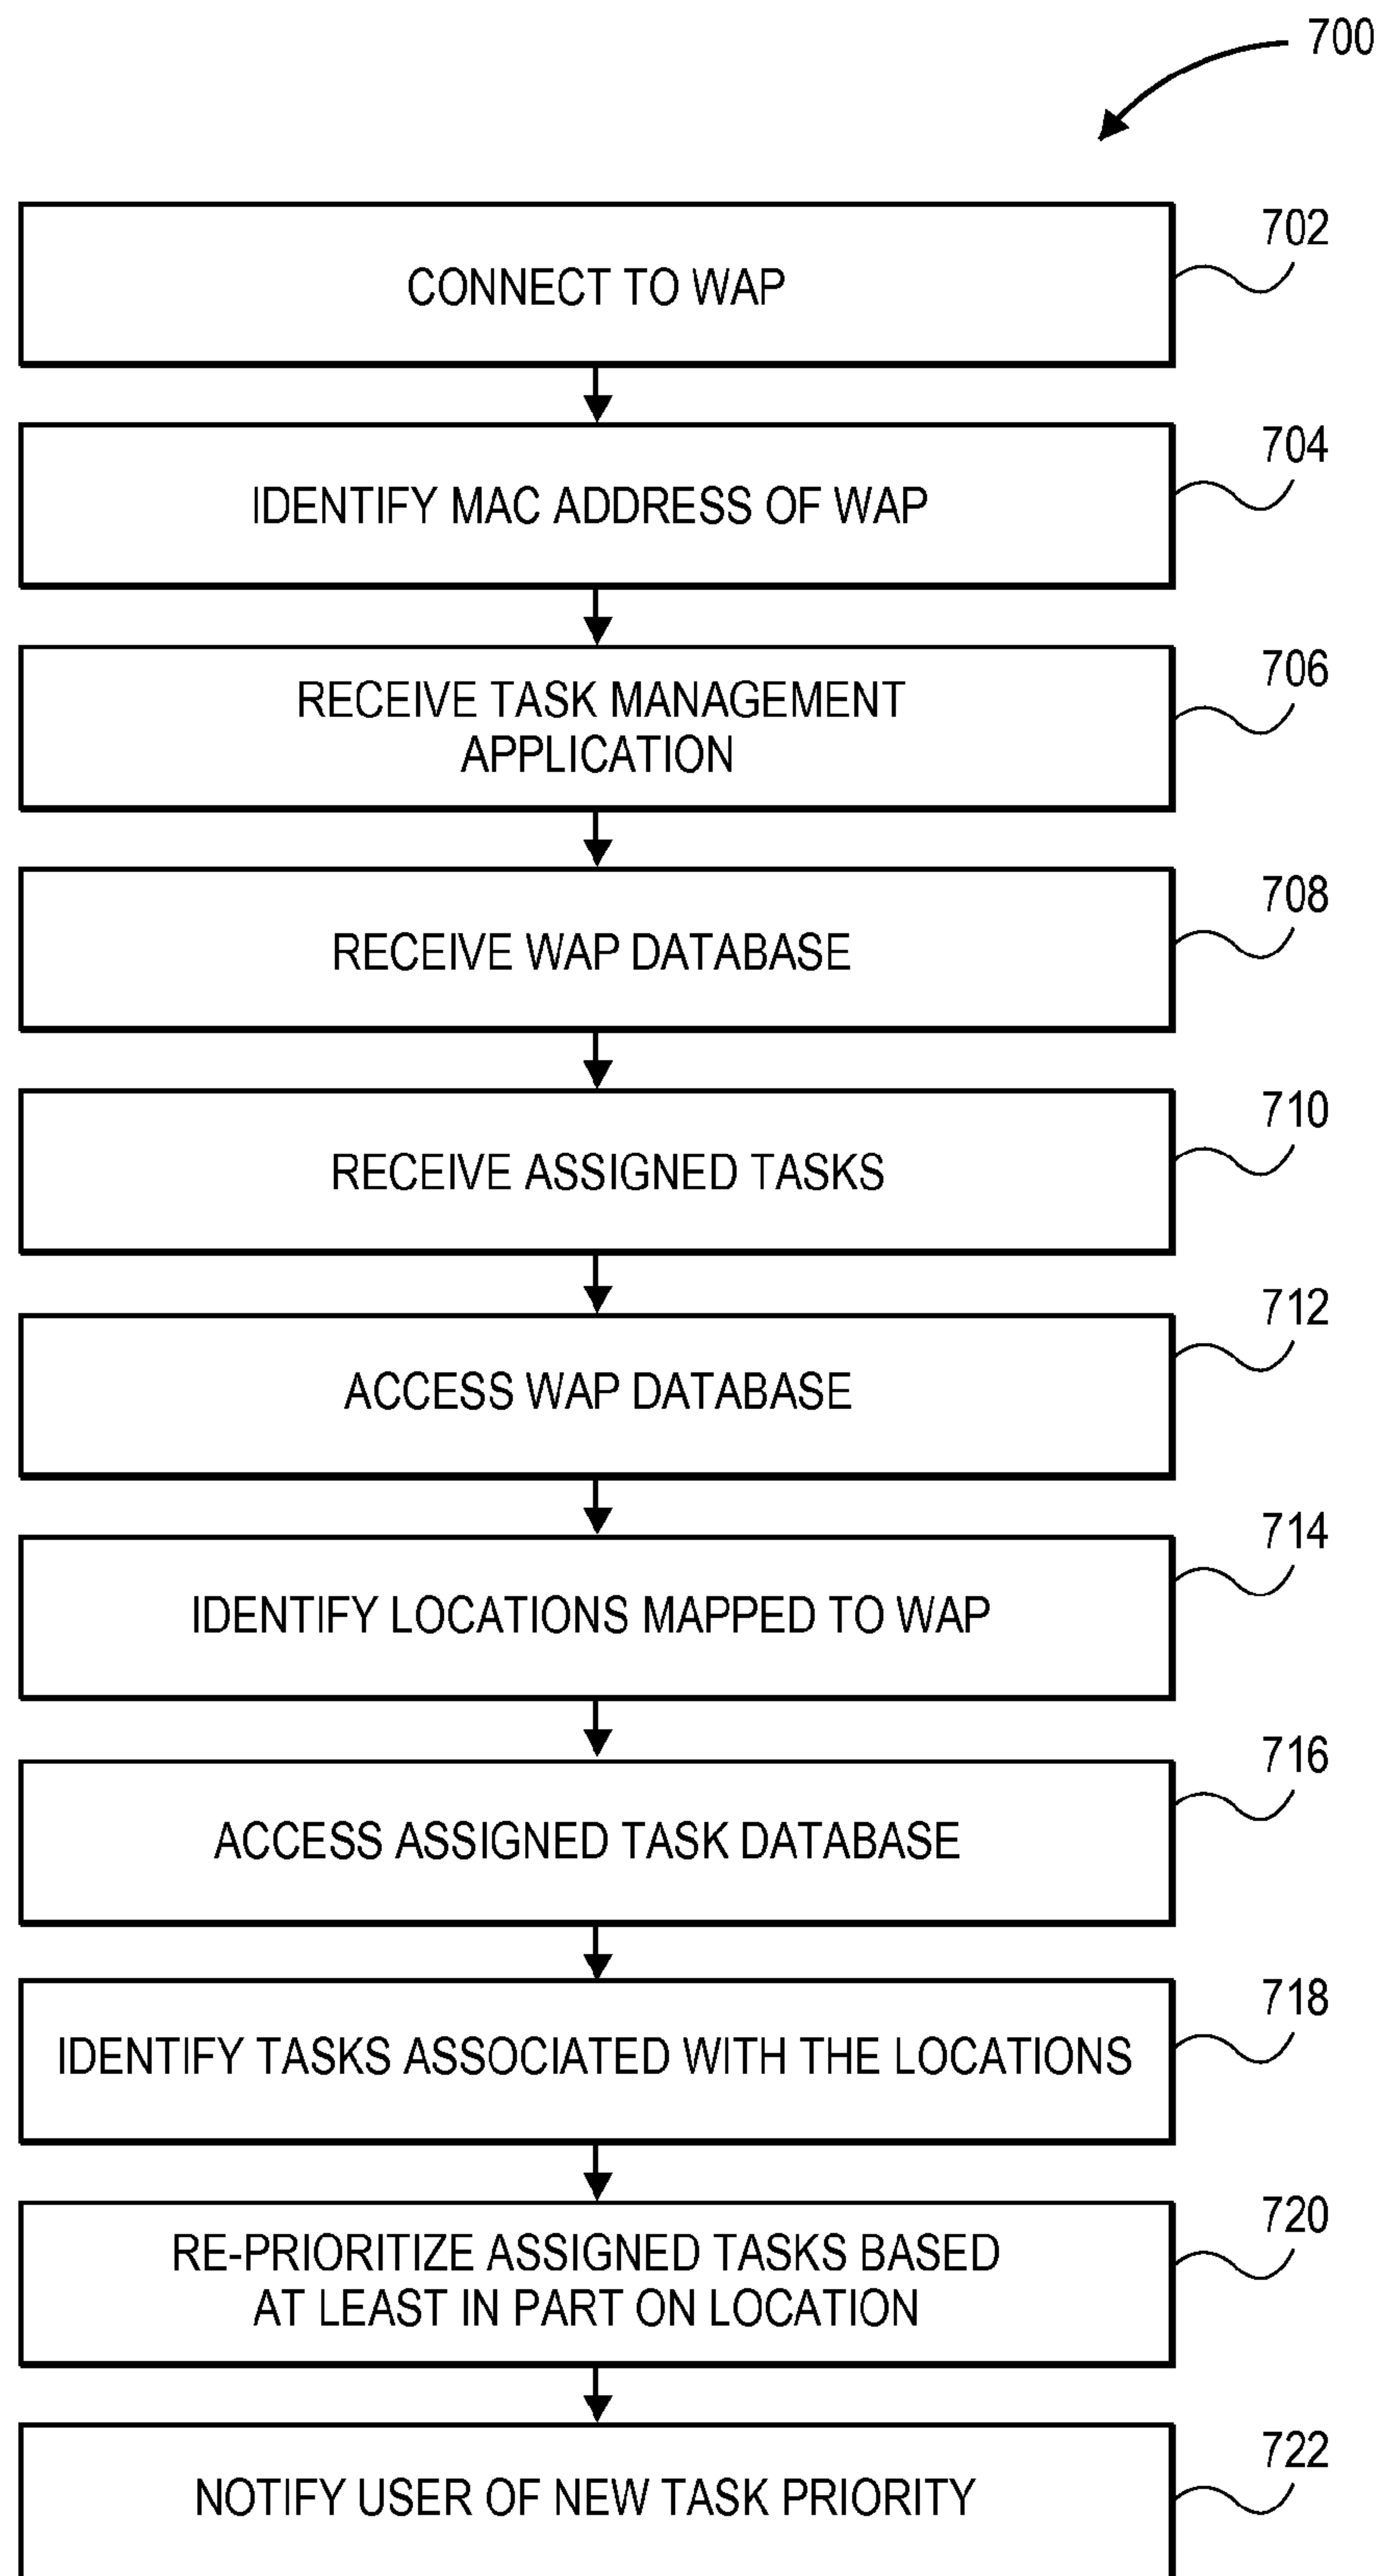 700
CONNECT TO WAP
702
IDENTIFY MAC ADDRESS OF WAP
704
RECEIVE TASK MANAGEMENT
APPLICATION
706
RECEIVE WAP DATABASE
708
RECEIVE ASSIGNED TASKS
710
ACCESS WAP DATABASE
712
IDENTIFY LOCATIONS MAPPED TO WAP
714
ACCESS ASSIGNED TASK DATABASE
716
IDENTIFY TASKS ASSOCIATED WITH THE LOCATIONS
718
RE-PRIORITIZE ASSIGNED TASKS BASED
AT LEAST IN PART ON LOCATION
720
NOTIFY USER OF NEW TASK PRIORITY
722